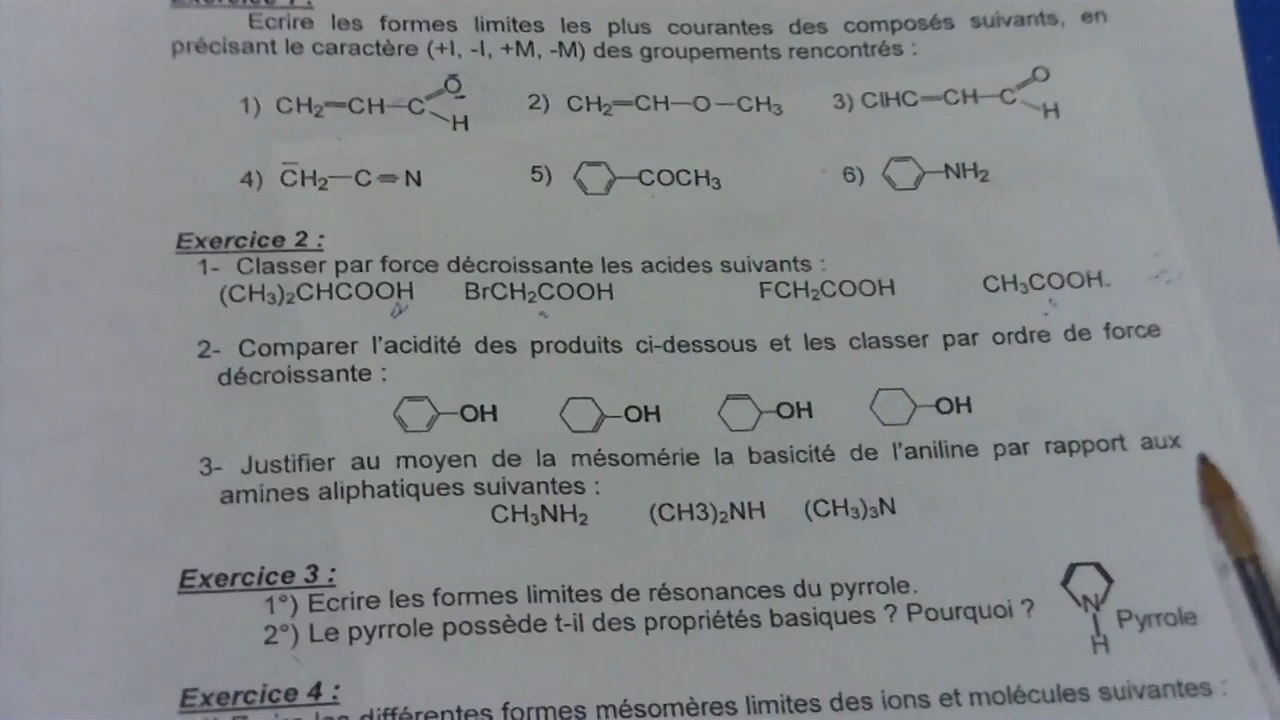 Exercice 1 :
Ecrire les formes limites les plus courantes des composés suivants, en
précisant le caractère (+I, -I, +M, -M) des groupements rencontrés :
1) CH₂=CH—C O H 2) CH₂=CH—O—CH₃ 3) ClHC=CH—C O H
4) C̅H₂—C≡N 5) —COCH₃ 6) —NH₂
Exercice 2 :
1- Classer par force décroissante les acides suivants :
(CH₃)₂CHCOOH BrCH₂COOH FCH₂COOH CH₃COOH.
2- Comparer l'acidité des produits ci-dessous et les classer par ordre de force
décroissante :
—OH —OH —OH —OH
3- Justifier au moyen de la mésomérie la basicité de l'aniline par rapport aux
amines aliphatiques suivantes :
CH₃NH₂ (CH3)₂NH (CH₃)₃N
Exercice 3 :
1°) Ecrire les formes limites de résonances du pyrrole.
2°) Le pyrrole possède t-il des propriétés basiques ? Pourquoi ?
N
H
Pyrrole
Exercice 4 :
différentes formes mésomères limites des ions et molécules suivantes :